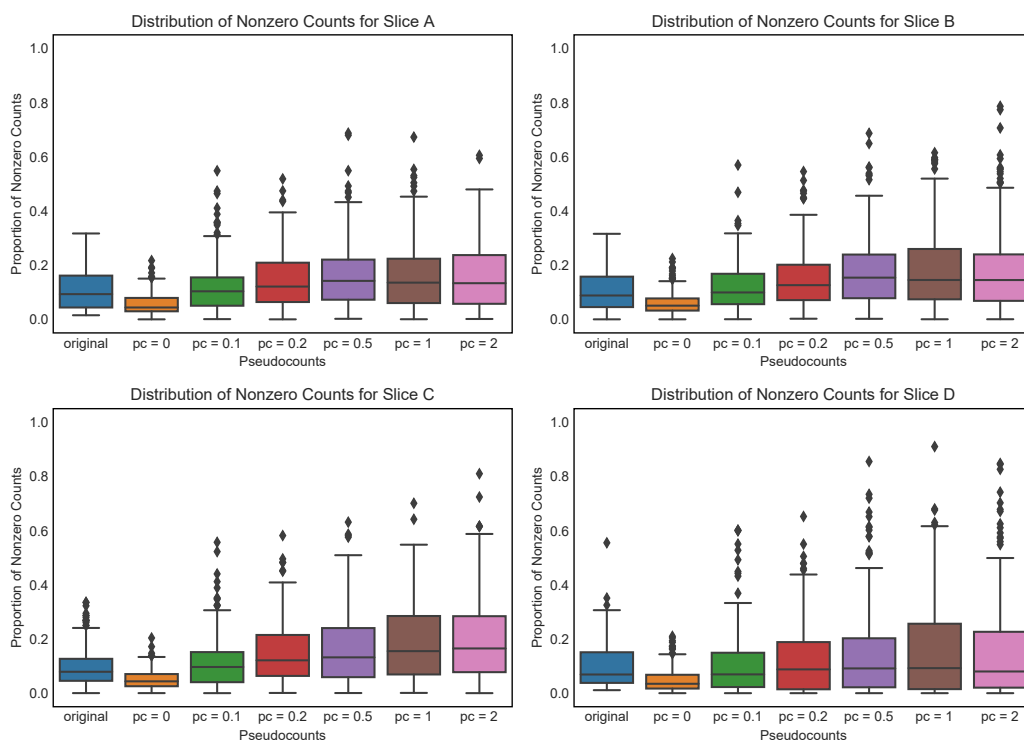 Distribution of Nonzero Counts for Slice A
Proportion of Nonzero Counts
1.0
0.8
0.6
0.4
0.2
0.0
original pc = 0 pc = 0.1 pc = 0.2 pc = 0.5 pc = 1 pc = 2
Pseudocounts
Distribution of Nonzero Counts for Slice B
Proportion of Nonzero Counts
1.0
0.8
0.6
0.4
0.2
0.0
original pc = 0 pc = 0.1 pc = 0.2 pc = 0.5 pc = 1 pc = 2
Pseudocounts
Distribution of Nonzero Counts for Slice C
Proportion of Nonzero Counts
1.0
0.8
0.6
0.4
0.2
0.0
original pc = 0 pc = 0.1 pc = 0.2 pc = 0.5 pc = 1 pc = 2
Pseudocounts
Distribution of Nonzero Counts for Slice D
Proportion of Nonzero Counts
1.0
0.8
0.6
0.4
0.2
0.0
original pc = 0 pc = 0.1 pc = 0.2 pc = 0.5 pc = 1 pc = 2
Pseudocounts